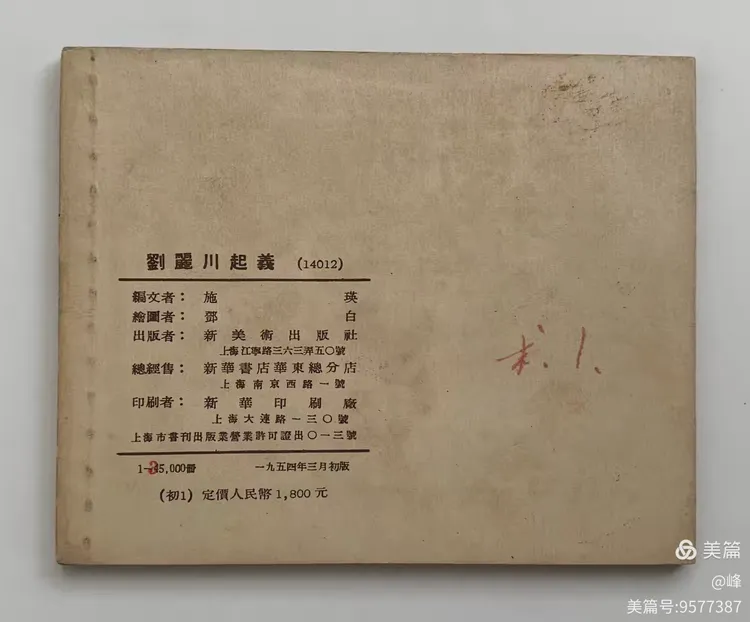 劉麗川起義 (14012)
編文者: 施瑛
繪圖者: 鄧白
出版者: 新美術出版社
上海江寧路三六三弄五〇號
總經售: 新華書店華東總分店
上海南京西路一號
印刷者: 新華印刷廠
上海大連路一三〇號
上海市書刊出版業營業許可證出〇一三號
1—35,000冊 一九五四年三月初版
(初1) 定價人民幣 1,800 元
美篇
@峰
美篇号:9577387